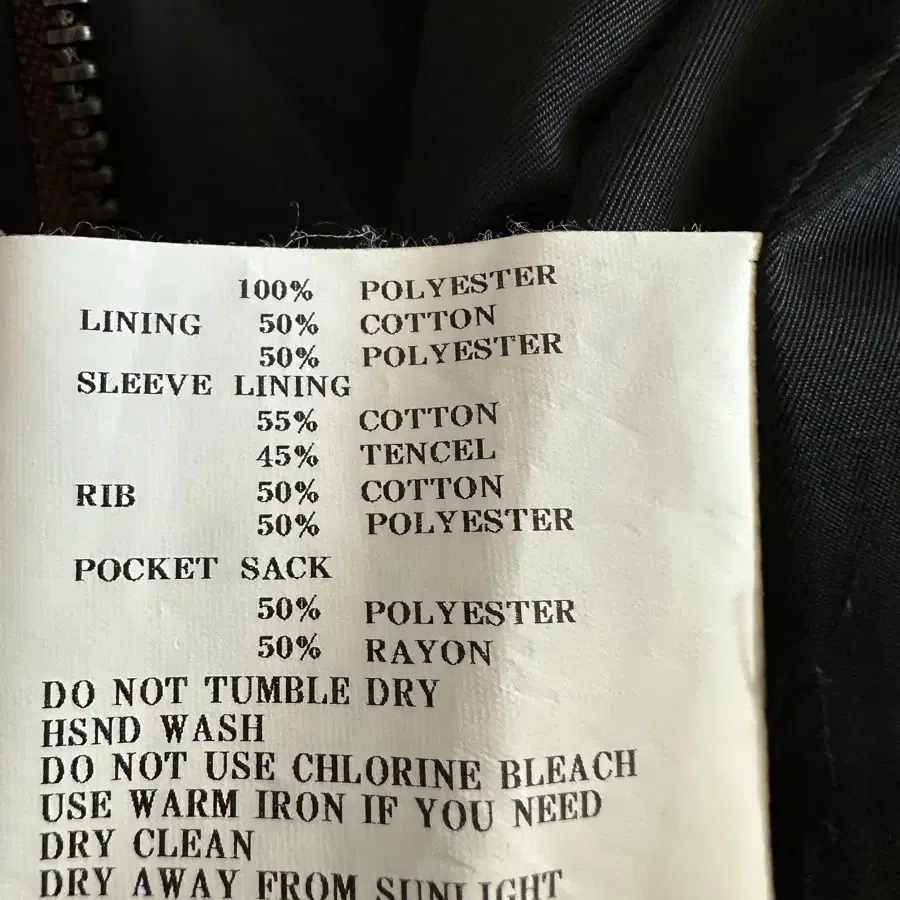 100% POLYESTER
LINING 50% COTTON
50% POLYESTER
SLEEVE LINING
55% COTTON
45% TENCEL
RIB 50% COTTON
50% POLYESTER
POCKET SACK
50% POLYESTER
50% RAYON
DO NOT TUMBLE DRY
HSND WASH
DO NOT USE CHLORINE BLEACH
USE WARM IRON IF YOU NEED
DRY CLEAN
DRY AWAY FROM SUNLIGHT